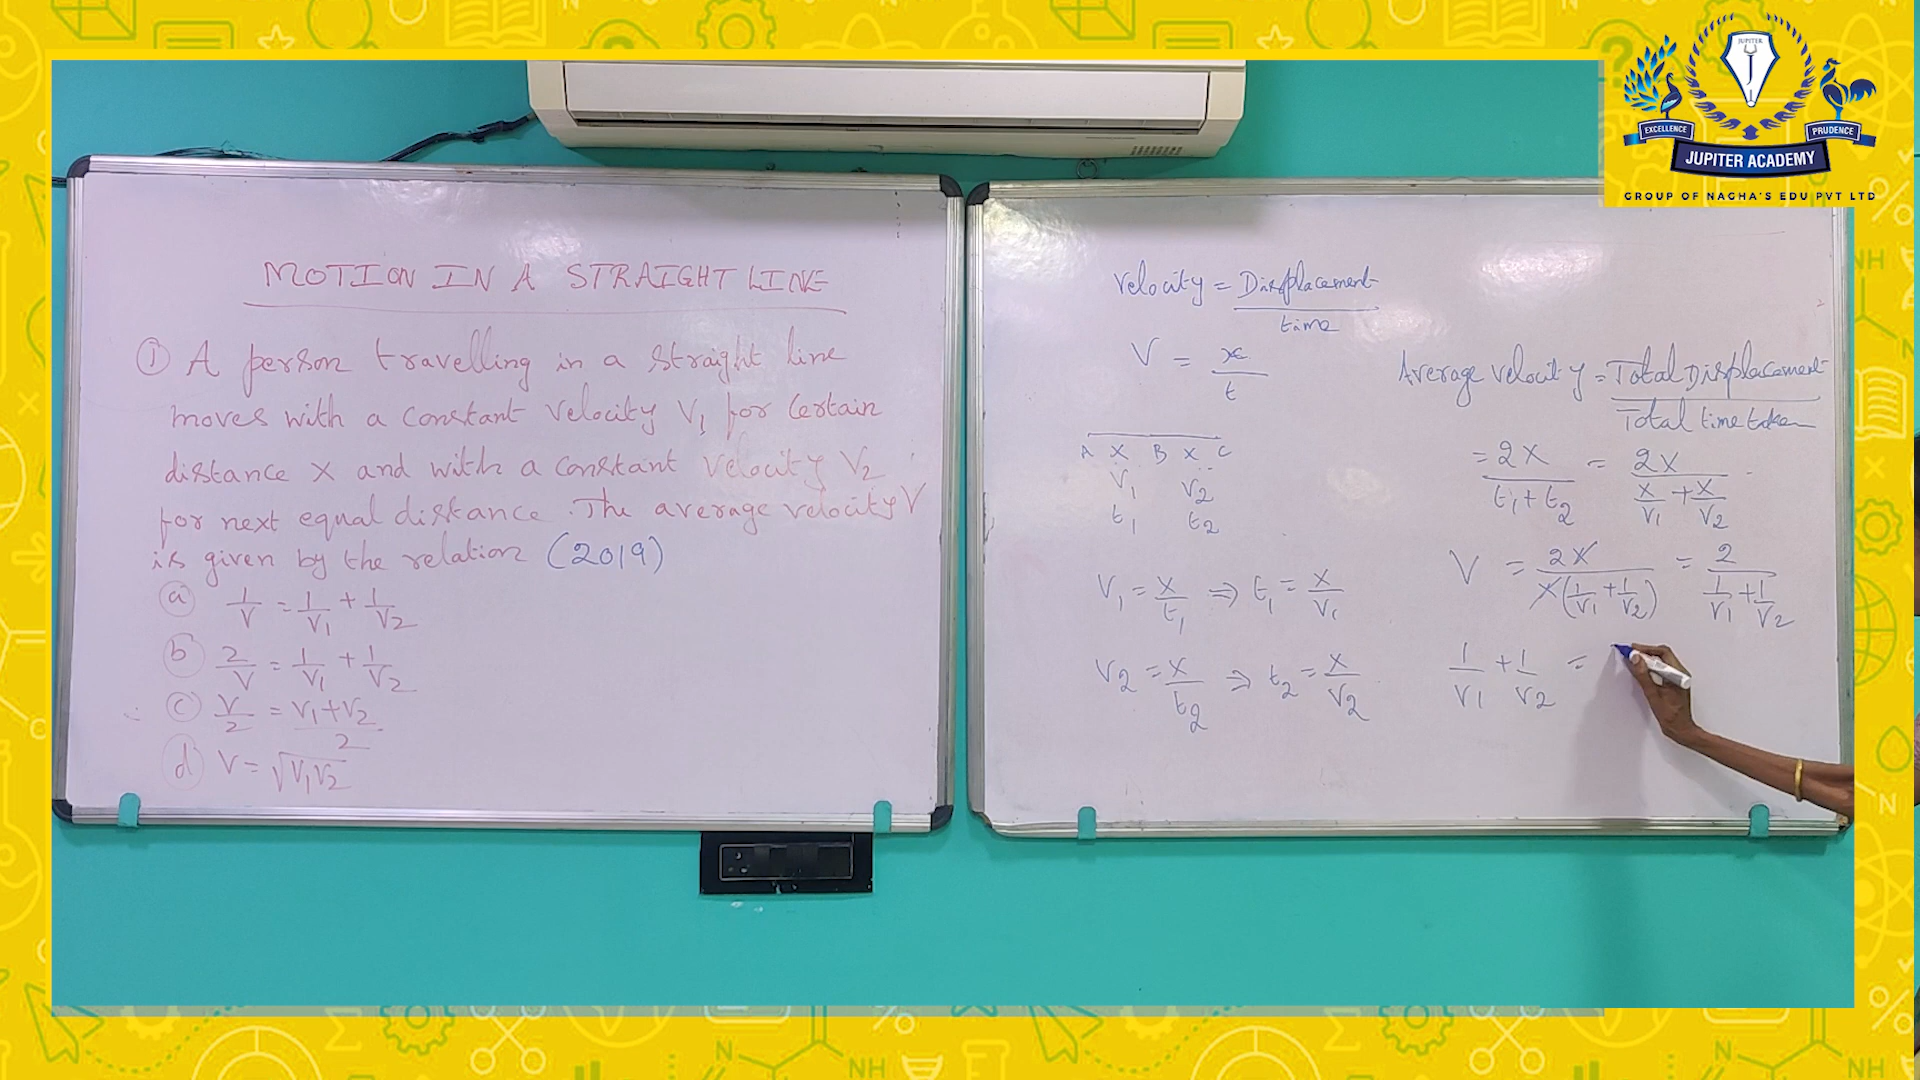 JUPITER
J
EXCELLENCE
PRUDENCE
JUPITER ACADEMY
GROUP OF NAGHA'S EDU PVT LTD
MOTION IN A STRAIGHT LINE
① A person travelling in a straight line
moves with a constant velocity V₁ for certain
distance x and with a constant velocity V₂
for next equal distance. The average velocity V
is given by the relation (2019)
(a) 1/V = 1/V₁ + 1/V₂
(b) 2/V = 1/V₁ + 1/V₂
(c) V/2 = V₁+V₂/2
(d) V = √V₁V₂
Velocity = Displacement/time
V = x/t
A x B x C
V₁ V₂
t₁ t₂
V₁ = x/t₁ ⇒ t₁ = x/V₁
V₂ = x/t₂ ⇒ t₂ = x/V₂
Average velocity = Total Displacement/Total time taken
= 2x/t₁+t₂ = 2x/x/V₁ + x/V₂
V = 2x/x(1/V₁ + 1/V₂) = 2/1/V₁ + 1/V₂
1/V₁ + 1/V₂ =